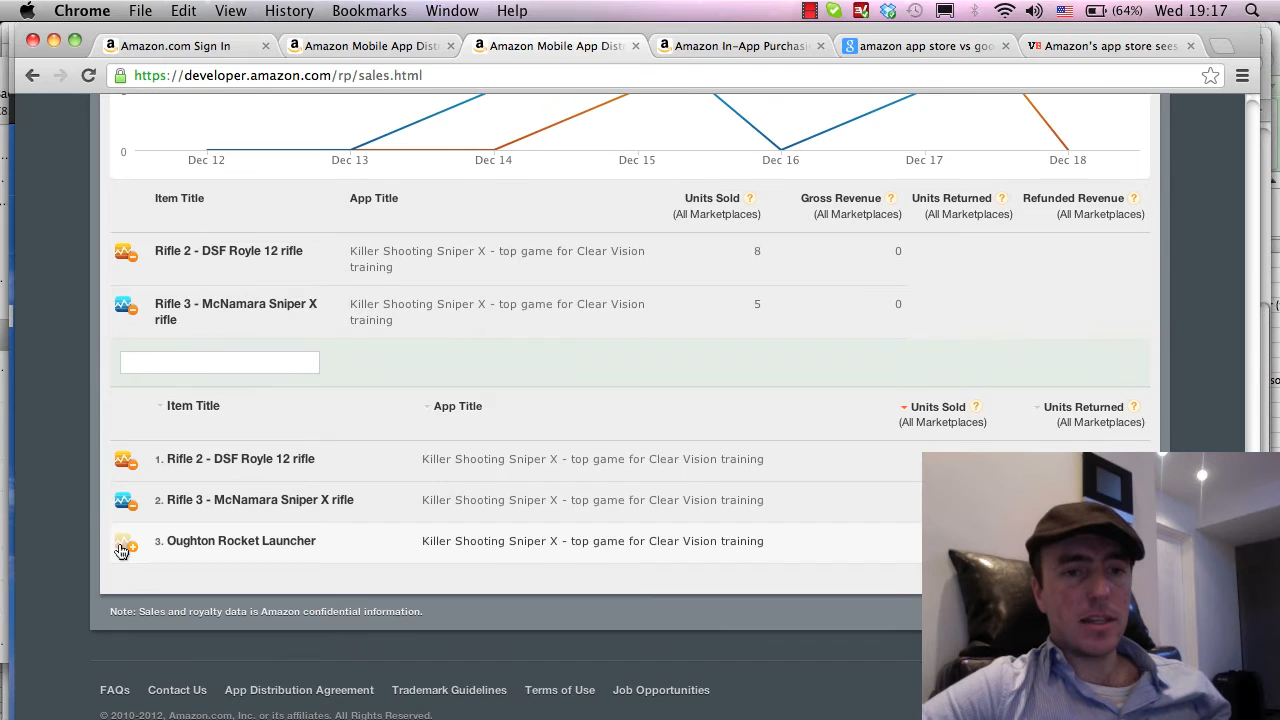 Chrome File Edit View History Bookmarks Window Help (64%) Wed 19:17
Amazon.com Sign In
Amazon Mobile App Dist
Amazon Mobile App Dist
Amazon In-App Purcha
amazon app store vs goo
Amazon's app store sees
https://developer.amazon.com/rp/sales.html
0
Dec 12 Dec 13 Dec 14 Dec 15 Dec 16 Dec 17 Dec 18
Item Title App Title Units Sold ? Gross Revenue ? Units Returned ? Refunded Revenue ?
(All Marketplaces) (All Marketplaces) (All Marketplaces) (All Marketplaces)
Rifle 2 - DSF Royle 12 rifle Killer Shooting Sniper X - top game for Clear Vision 8 0
training
Rifle 3 - McNamara Sniper X Killer Shooting Sniper X - top game for Clear Vision 5 0
rifle training
Item Title App Title Units Sold ? Units Returned ?
(All Marketplaces) (All Marketplaces)
1. Rifle 2 - DSF Royle 12 rifle Killer Shooting Sniper X - top game for Clear Vision training
2. Rifle 3 - McNamara Sniper X rifle Killer Shooting Sniper X - top game for Clear Vision training
3. Oughton Rocket Launcher Killer Shooting Sniper X - top game for Clear Vision training
Note: Sales and royalty data is Amazon confidential information.
FAQs Contact Us App Distribution Agreement Trademark Guidelines Terms of Use Job Opportunities
© 2010-2012, Amazon.com, Inc. or its affiliates. All Rights Reserved.